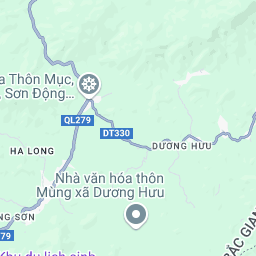 a Thôn Mục,
, Sơn Động...
QL279
DT330
HA LONG
DƯƠNG HƯU
Nhà văn hóa thôn
Mùng xã Dương Hưu
NG SƠN
279
BẮC GIAN
Khu du lịch sinh